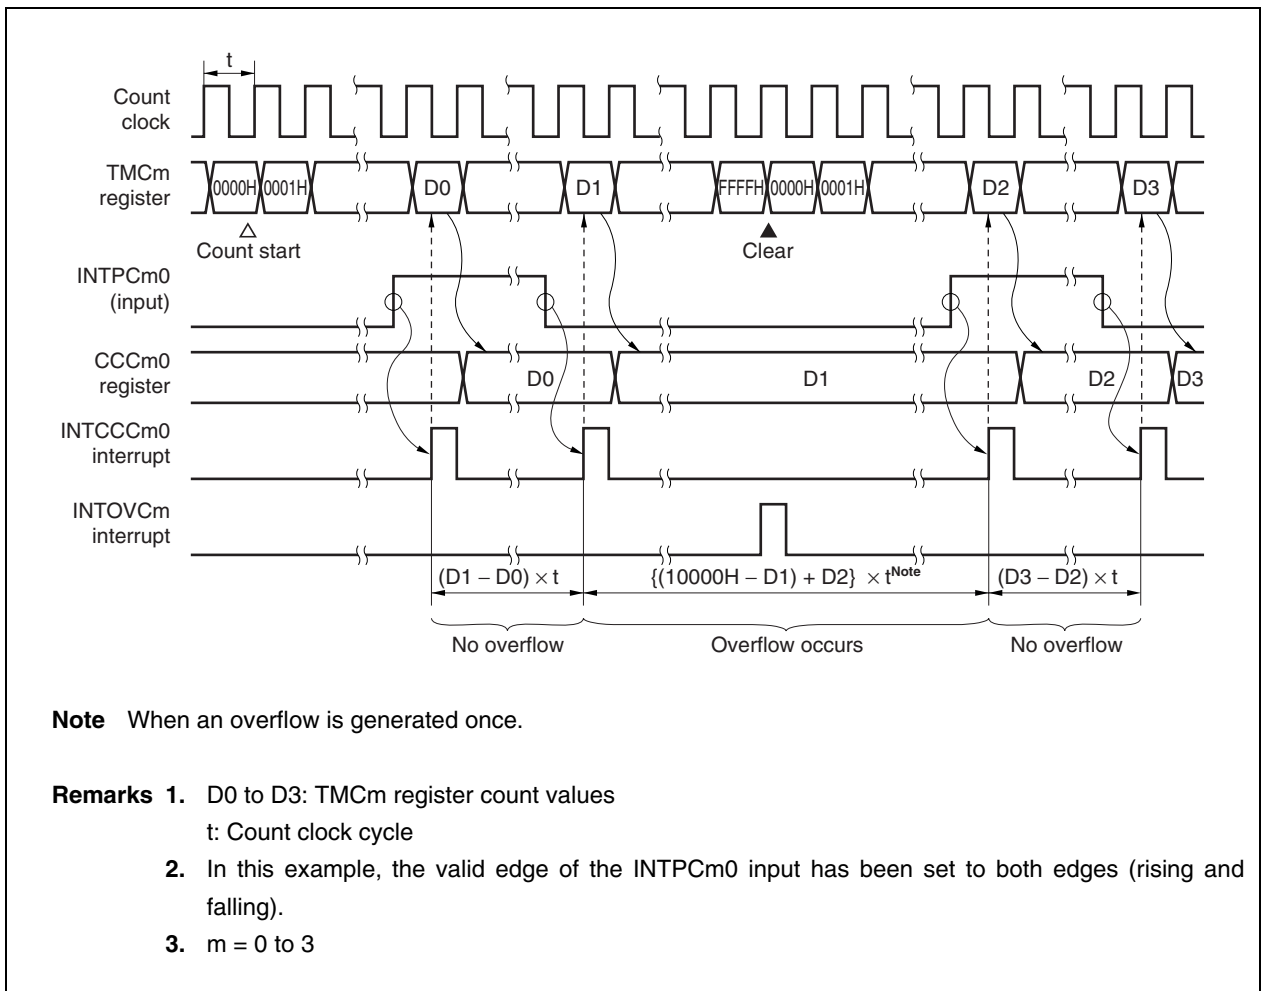 t
Count
clock
TMCm
register
0000H 0001H D0 D1 FFFFH 0000H 0001H D2 D3
Count start
Clear
INTPCm0
(input)
CCCm0
register
D0 D1 D2 D3
INTCCCm0
interrupt
INTOVCm
interrupt
(D1 − D0) × t {(10000H − D1) + D2} × tNote (D3 − D2) × t
No overflow Overflow occurs No overflow
Note When an overflow is generated once.
Remarks 1. D0 to D3: TMCm register count values
t: Count clock cycle
2. In this example, the valid edge of the INTPCm0 input has been set to both edges (rising and
falling).
3. m = 0 to 3